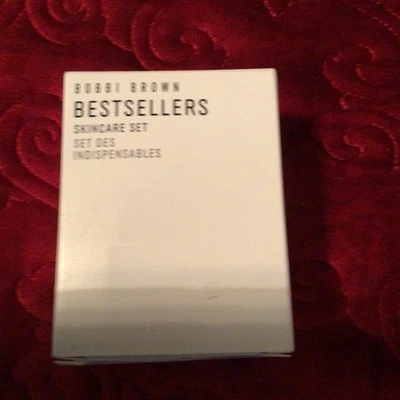 BOBBI BROWN
BESTSELLERS
SKINCARE SET
SET DES
INDISPENSABLES